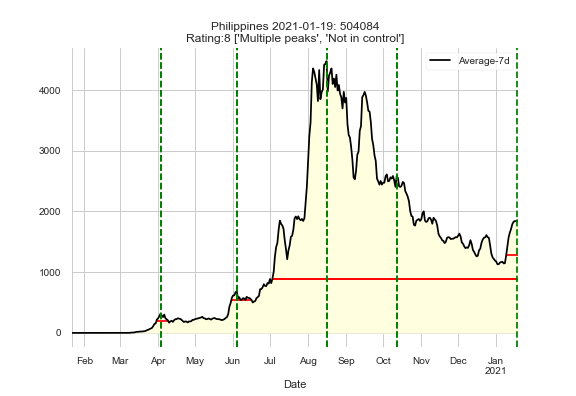 Philippines 2021-01-19: 504084
Rating:8 ['Multiple peaks', 'Not in control']
Average-7d
4000
3000
2000
1000
0
Feb Mar Apr May Jun Jul Aug Sep Oct Nov Dec Jan
2021
Date